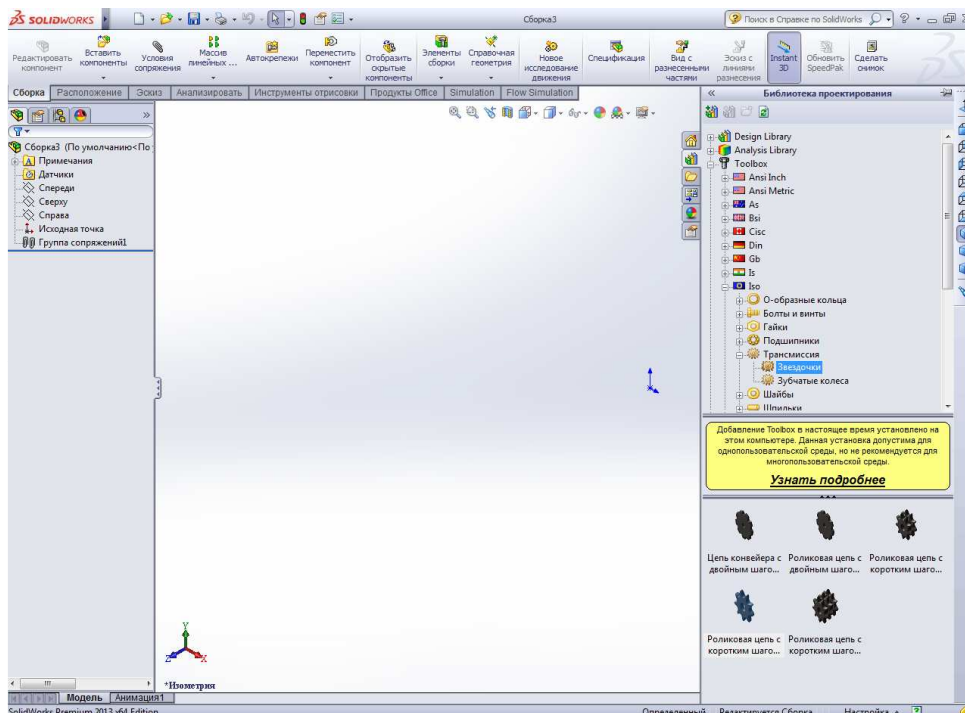 SOLIDWORKS
Сборка3
Поиск в Справке по SolidWorks
Редактировать компонент
Вставить компоненты
Условия сопряжения
Массив линейных ...
Автокрепежи
Переместить компонент
Отобразить скрытые компоненты
Элементы сборки
Справочная геометрия
Новое исследование движения
Спецификация
Вид с разнесенными частями
Эскиз с линиями разнесения
Instant 3D
Обновить SpeedPak
Сделать снимок
Сборка
Расположение
Эскиз
Анализировать
Инструменты отрисовки
Продукты Office
Simulation
Flow Simulation
Сборка3 (По умолчанию<По
Примечания
Датчики
Спереди
Сверху
Справа
Исходная точка
Группа сопряжений1
Библиотека проектирования
Design Library
Analysis Library
Toolbox
Ansi Inch
Ansi Metric
As
Bsi
Cisc
Din
Gb
Is
Iso
О-образные кольца
Болты и винты
Гайки
Подшипники
Трансмиссия
Звездочки
Зубчатые колеса
Шайбы
Шпильки
Добавление Toolbox в настоящее время установлено на
этом компьютере. Данная установка допустима для
однопользовательской среды, но не рекомендуется для
многопользовательской среды.
Узнать подробнее
Цепь конвейера с двойным шаго...
Роликовая цепь с двойным шаго...
Роликовая цепь с коротким шаго...
Роликовая цепь с коротким шаго...
Роликовая цепь с коротким шаго...
Y
Z
X
*Изометрия
Модель
Анимация1
SolidWorks Premium 2013 x64 Edition
Определенный
Редактируется Сборка
Настройка